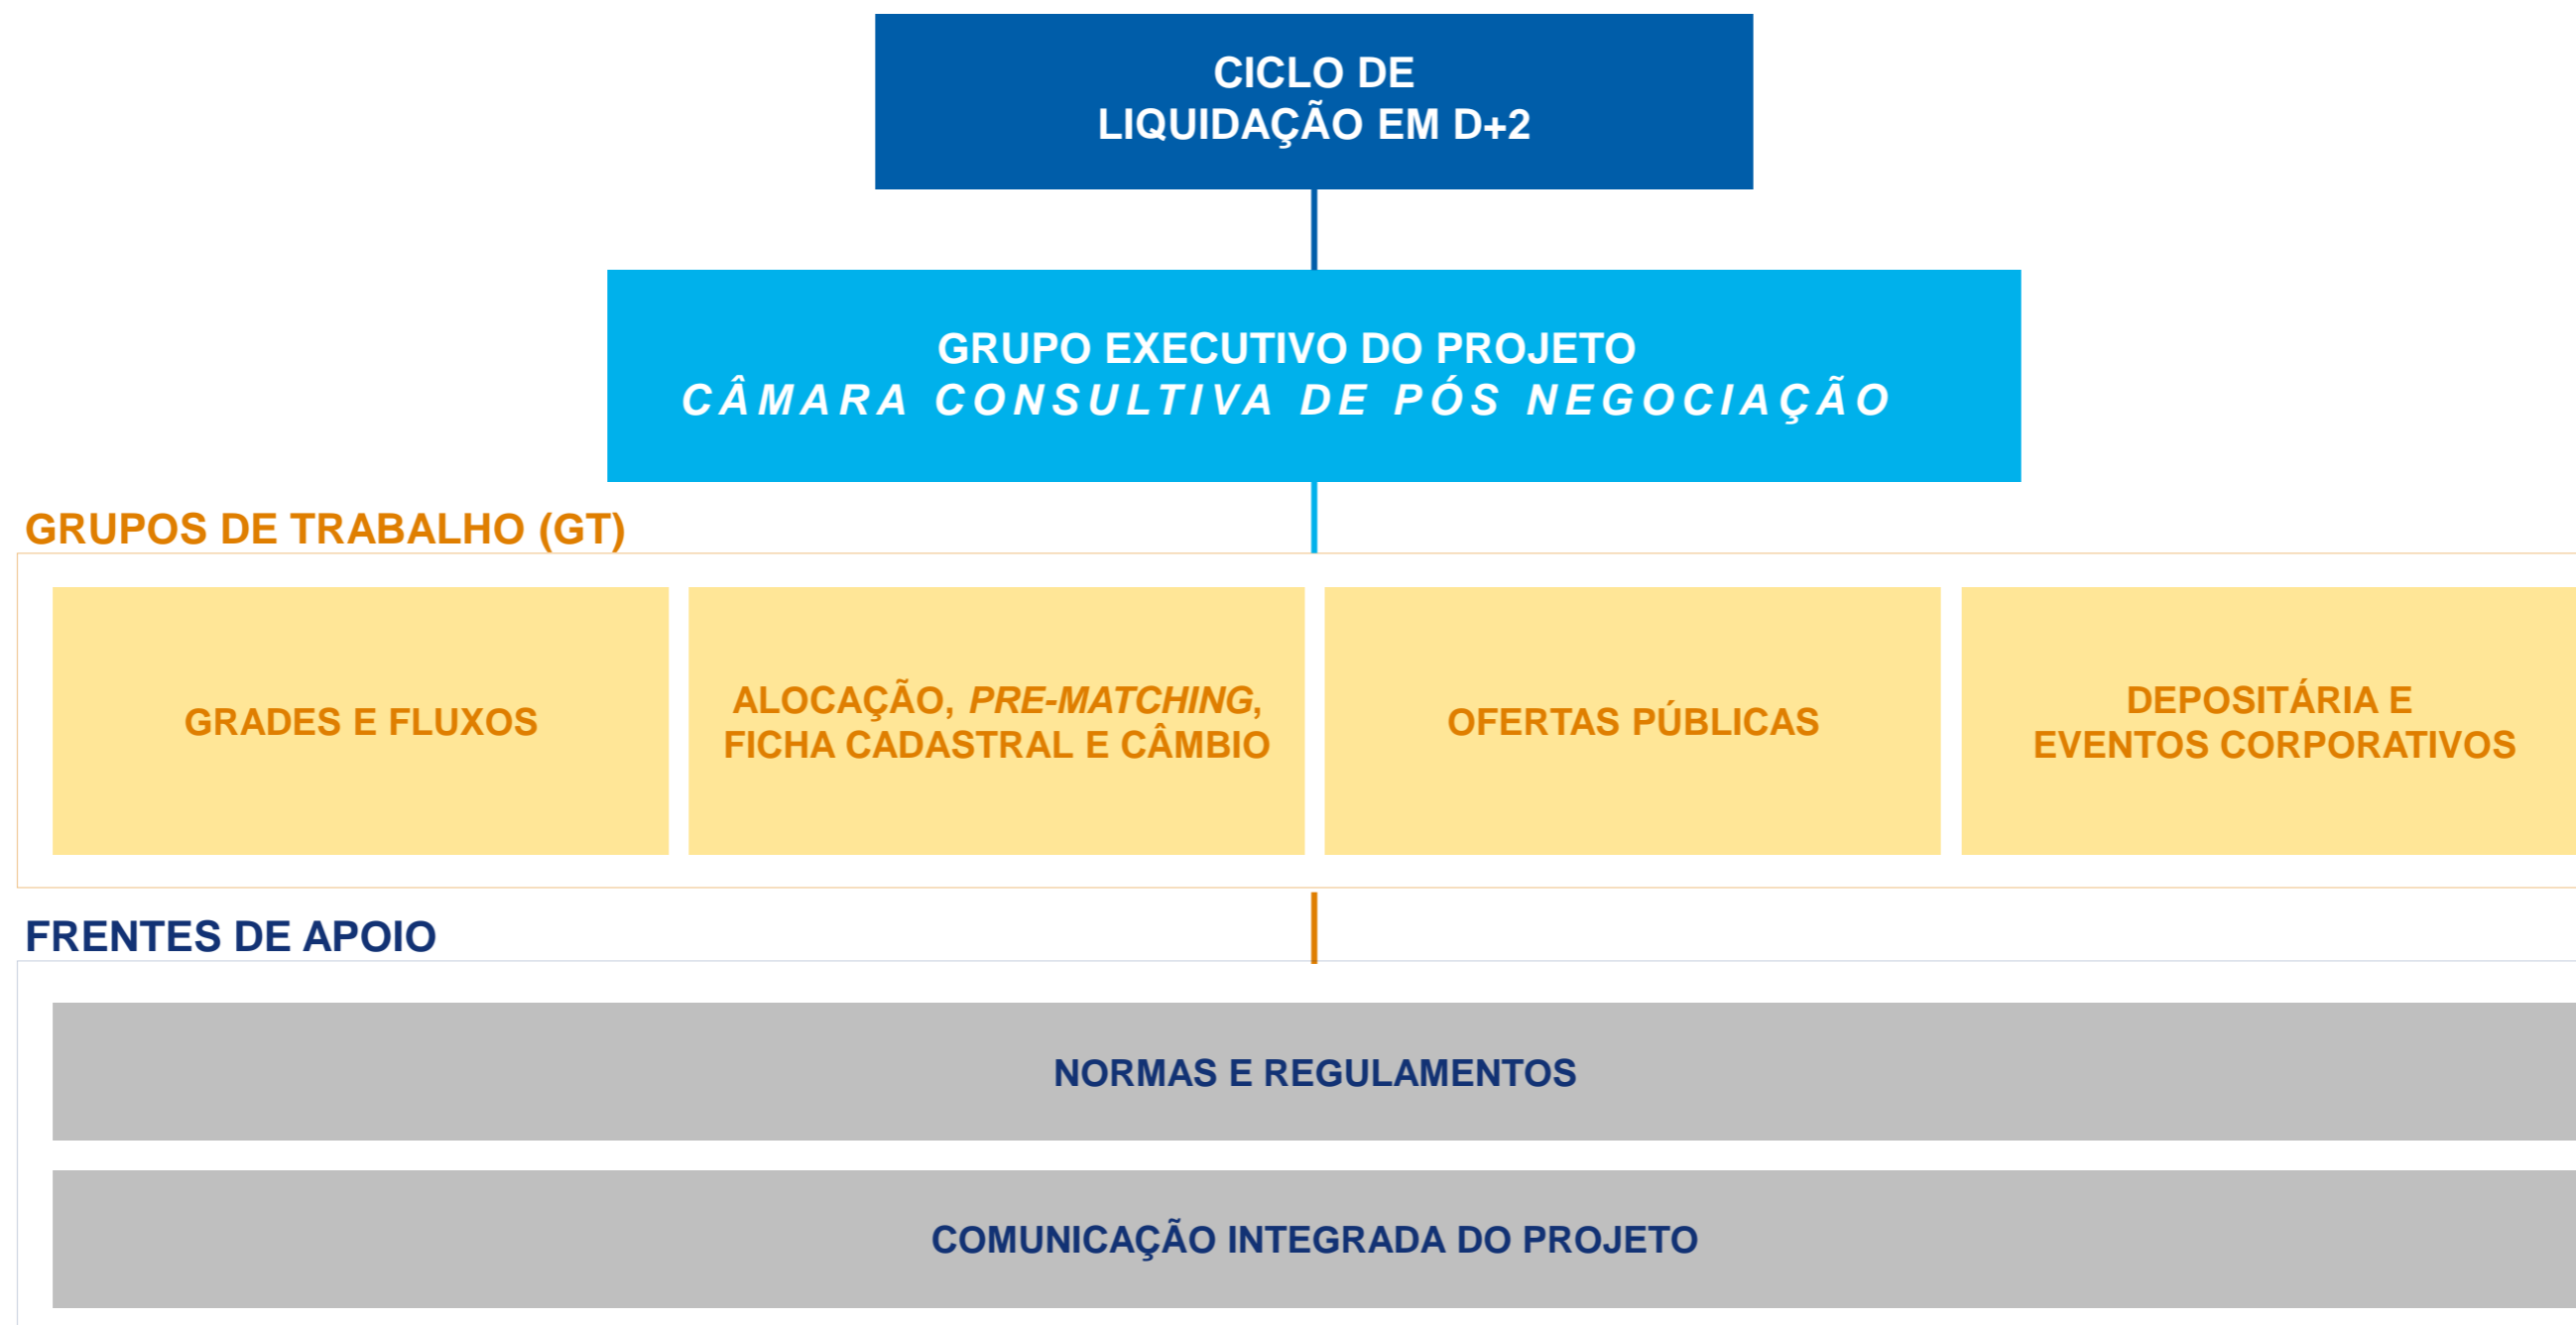 CICLO DE
LIQUIDAÇÃO EM D+2
GRUPO EXECUTIVO DO PROJETO
CÂMARA CONSULTIVA DE PÓS NEGOCIAÇÃO
GRUPOS DE TRABALHO (GT)
GRADES E FLUXOS
ALOCAÇÃO, PRE-MATCHING,
FICHA CADASTRAL E CÂMBIO
OFERTAS PÚBLICAS
DEPOSITÁRIA E
EVENTOS CORPORATIVOS
FRENTES DE APOIO
NORMAS E REGULAMENTOS
COMUNICAÇÃO INTEGRADA DO PROJETO